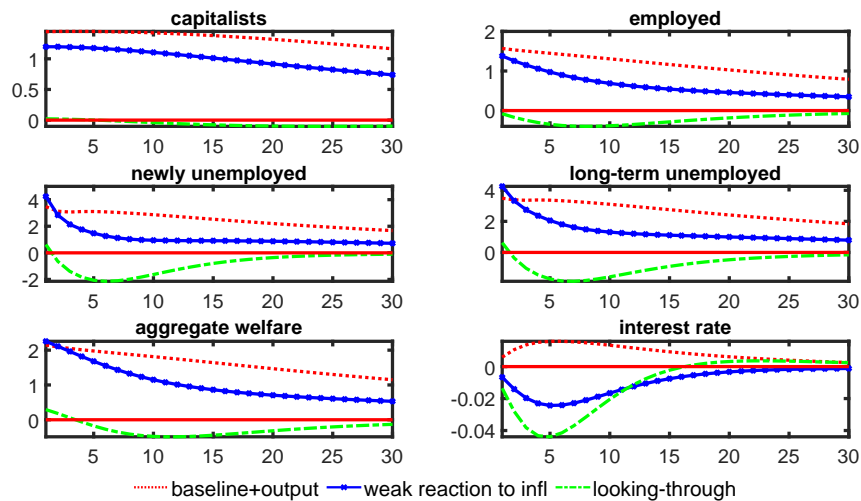 capitalists
employed
1
0.5
0
5 10 15 20 25 30
2
1
0
5 10 15 20 25 30
newly unemployed
long-term unemployed
4
2
0
-2
5 10 15 20 25 30
4
2
0
5 10 15 20 25 30
aggregate welfare
interest rate
2
1
0
5 10 15 20 25 30
0
-0.02
-0.04
5 10 15 20 25 30
baseline+output weak reaction to infl looking-through